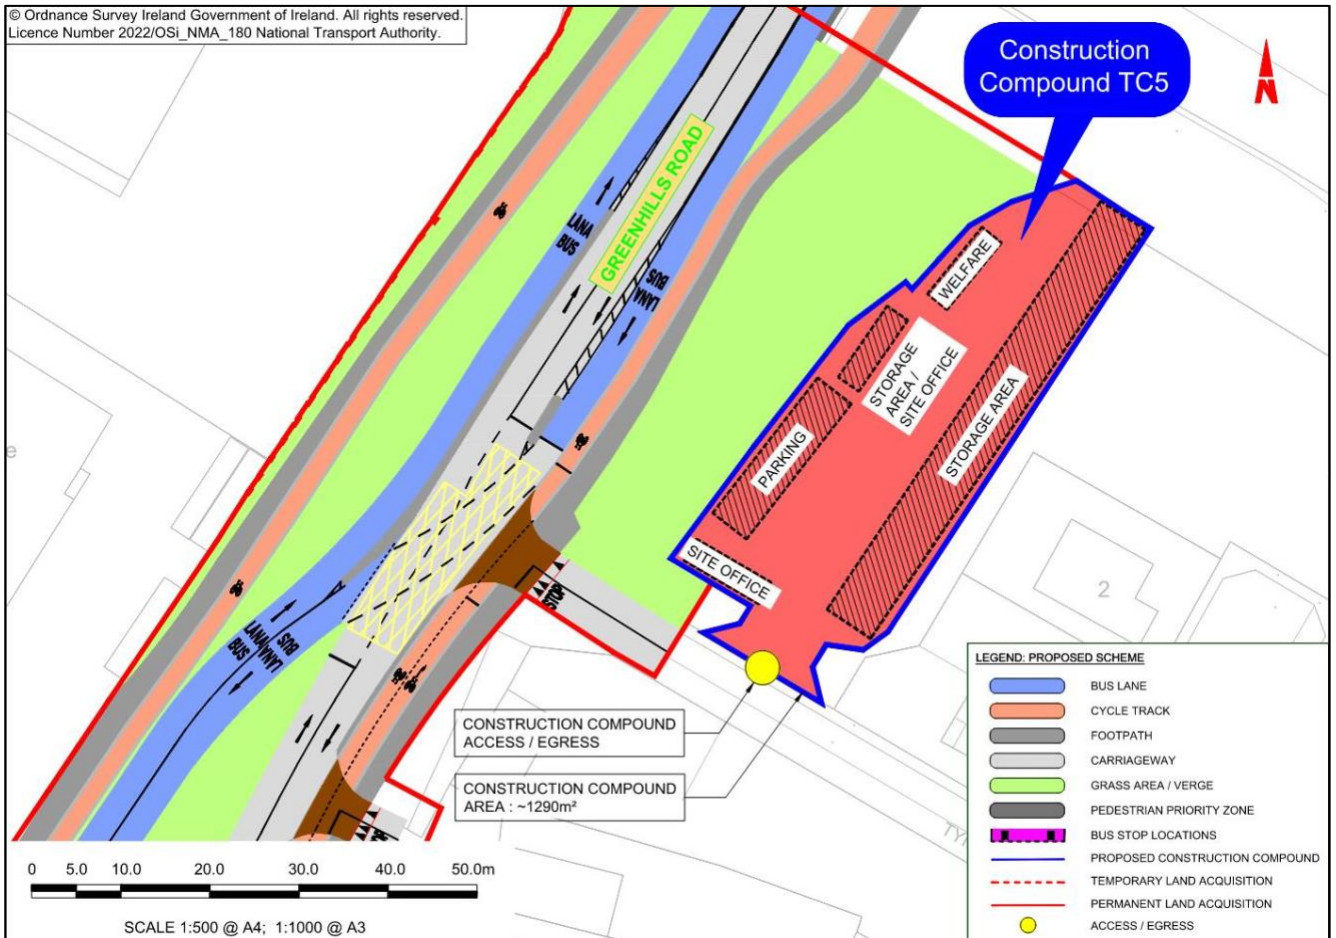 © Ordnance Survey Ireland Government of Ireland. All rights reserved.
Licence Number 2022/OSi_NMA_180 National Transport Authority.
Construction
Compound TC5
N
GREENHILLS ROAD
LANA
BUS
BUS
LANA
WELFARE
STORAGE
AREA /
SITE OFFICE
STORAGE AREA
PARKING
SITE OFFICE
STOP
LANA
BUS
BUS
LANA
2
e
CONSTRUCTION COMPOUND
ACCESS / EGRESS
CONSTRUCTION COMPOUND
AREA : ~1290m²
LEGEND: PROPOSED SCHEME
BUS LANE
CYCLE TRACK
FOOTPATH
CARRIAGEWAY
GRASS AREA / VERGE
PEDESTRIAN PRIORITY ZONE
BUS STOP LOCATIONS
PROPOSED CONSTRUCTION COMPOUND
TEMPORARY LAND ACQUISITION
PERMANENT LAND ACQUISITION
ACCESS / EGRESS
0 5.0 10.0 20.0 30.0 40.0 50.0m
SCALE 1:500 @ A4; 1:1000 @ A3